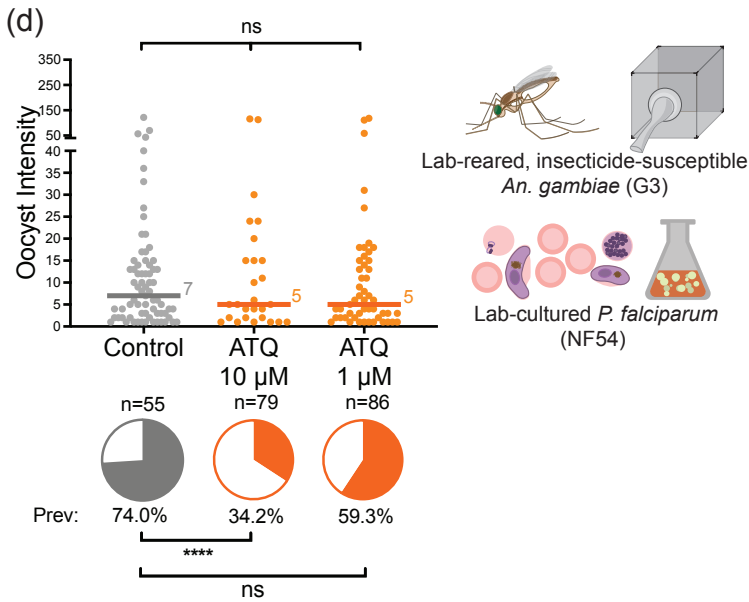 (d)
ns
Oocyst Intensity
350
250
150
50
40
35
30
25
20
15
10
5
0
7
5
5
Control
ATQ
10 µM
ATQ
1 µM
n=55
n=79
n=86
Prev:
74.0%
34.2%
59.3%
****
ns
Lab-reared, insecticide-susceptible
An. gambiae (G3)
Lab-cultured P. falciparum
(NF54)